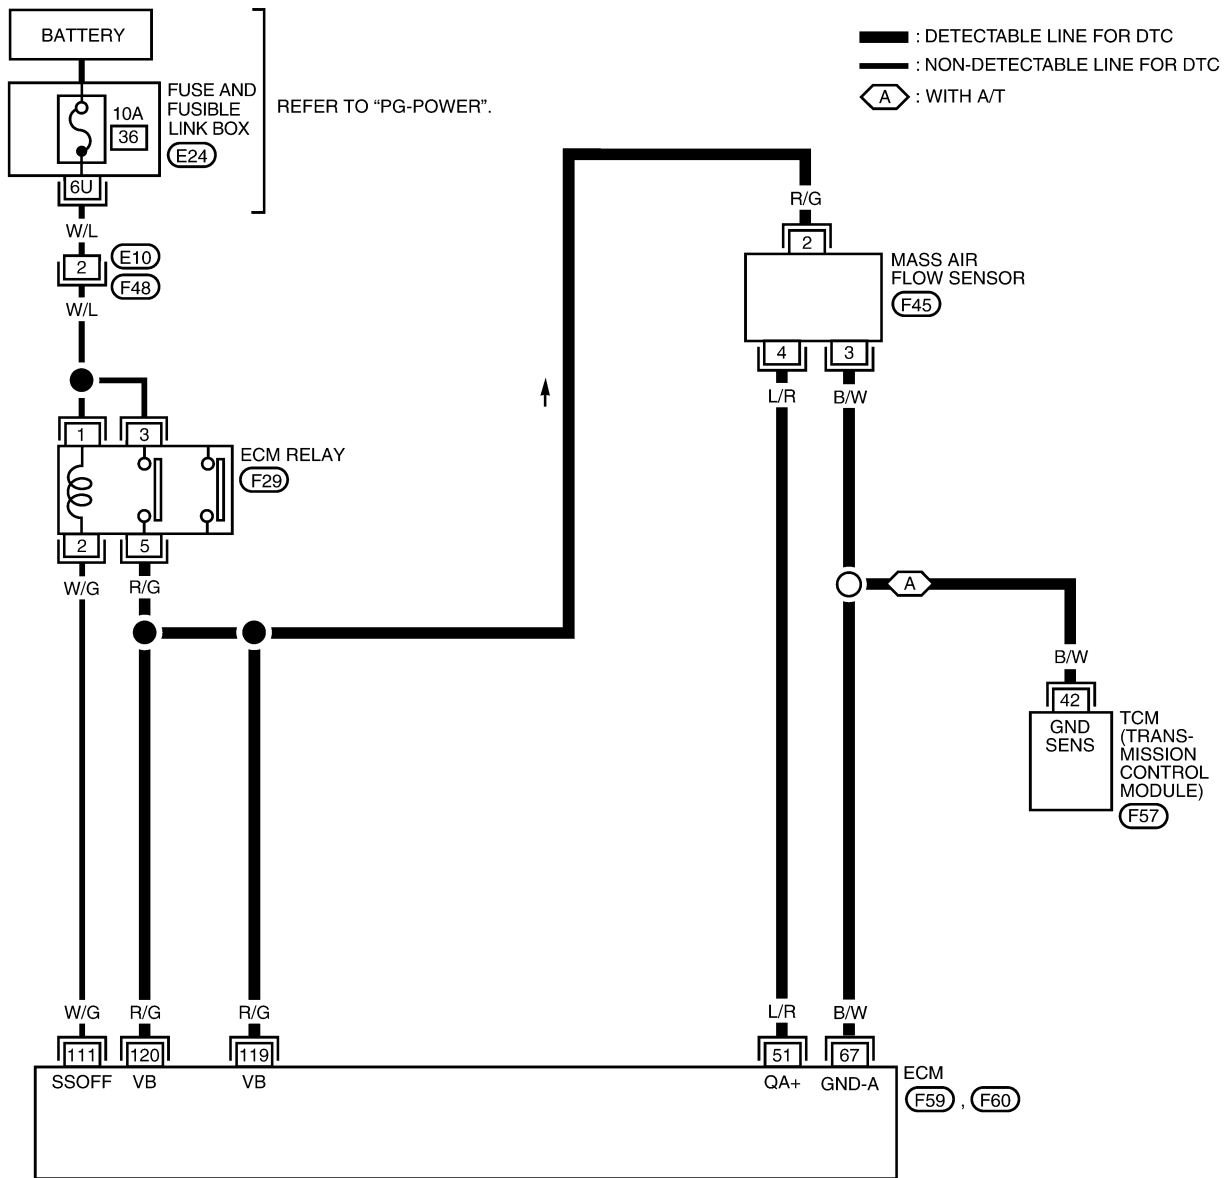 BATTERY
FUSE AND
FUSIBLE
LINK BOX
E24
10A
36
6U
REFER TO “PG-POWER”.
: DETECTABLE LINE FOR DTC
: NON-DETECTABLE LINE FOR DTC
A : WITH A/T
W/L
2
E10
F48
W/L
R/G
2
MASS AIR
FLOW SENSOR
F45
4 3
L/R B/W
1 3
ECM RELAY
F29
2 5
W/G R/G
A
B/W
42
GND
SENS
TCM
(TRANS-
MISSION
CONTROL
MODULE)
F57
W/G R/G R/G L/R B/W
111 120 119 51 67
SSOFF VB VB QA+ GND-A
ECM
F59 , F60